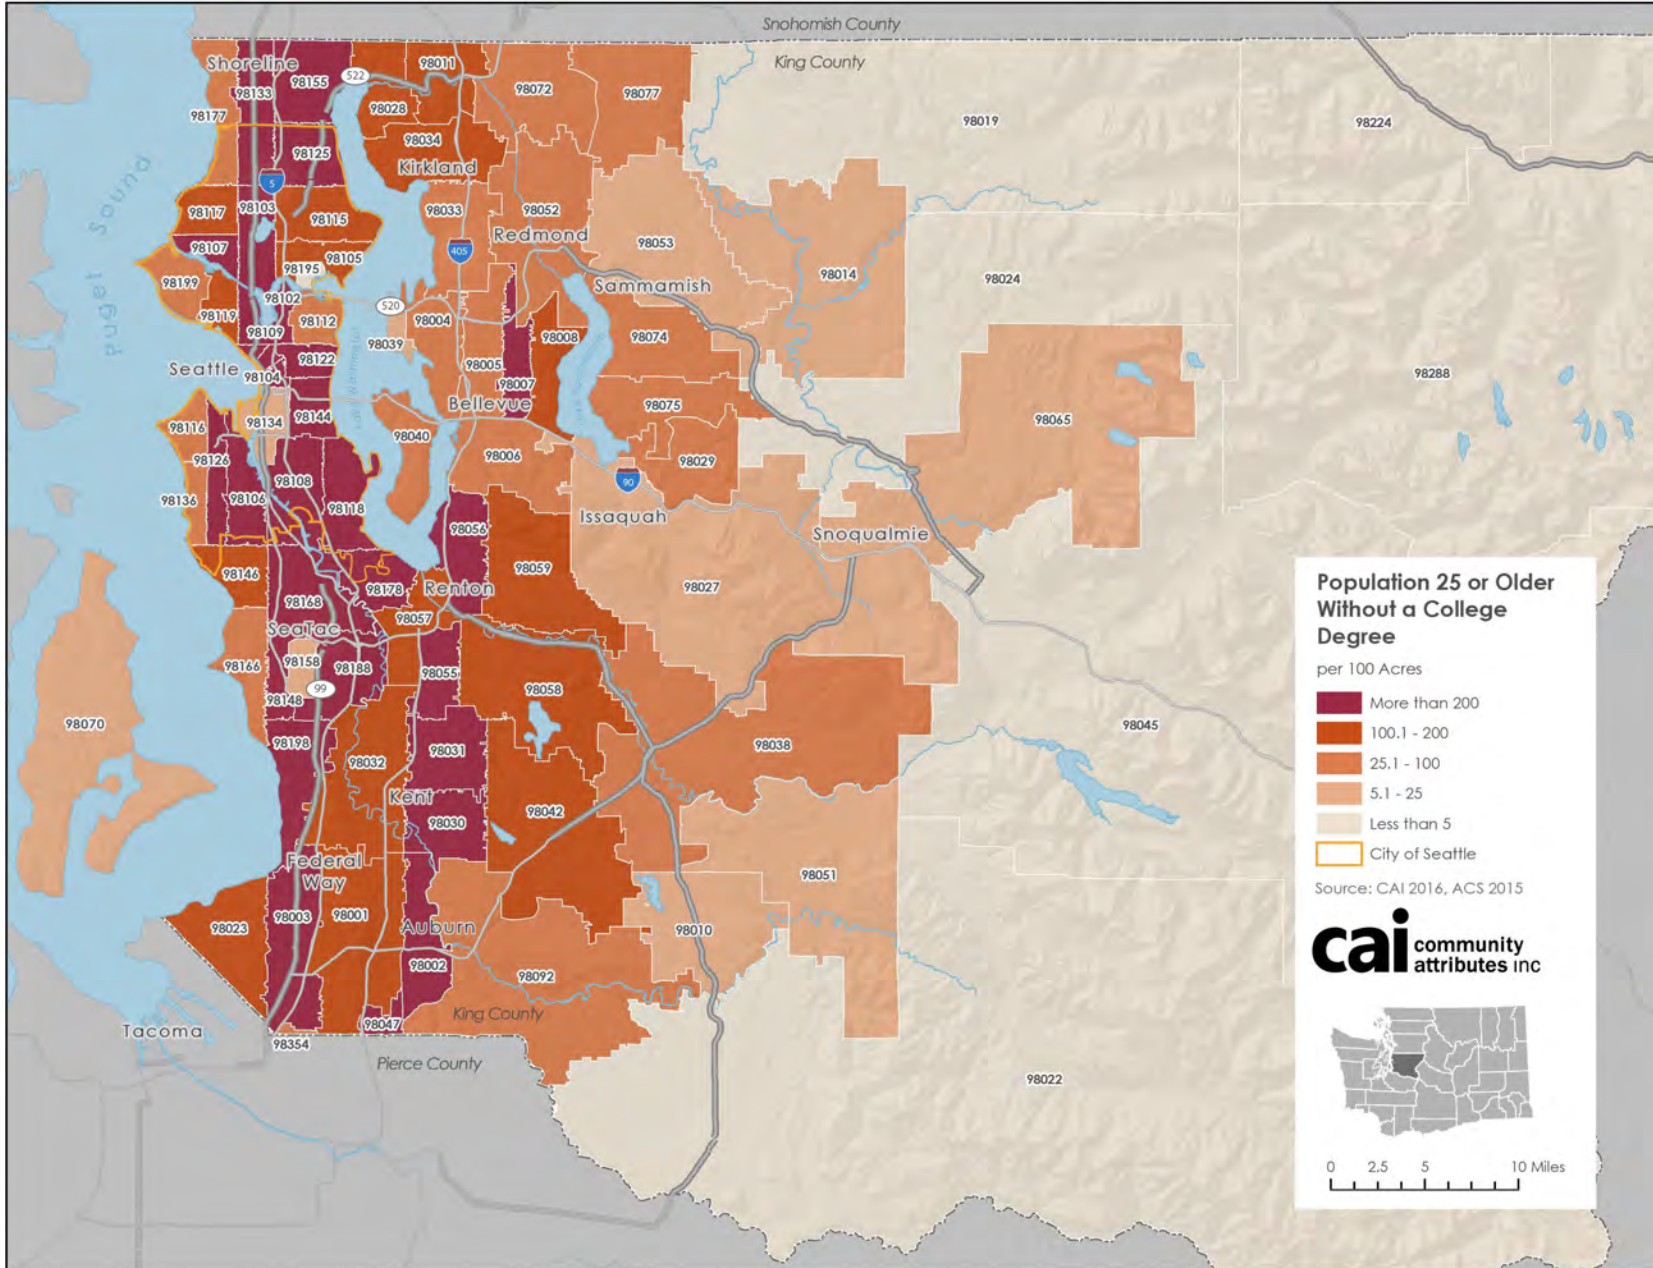 Snohomish County
King County
Shoreline
98155
522
98011
98133
98072
98077
98028
98177
98019
98224
98034
98125
Kirkland
5
Puget Sound
98117
98103
98115
98033
98052
Redmond
98107
98105
405
98053
98195
98014
98024
98199
98102
Sammamish
98119
98112
520
98004
98109
98039
98008
98074
98122
98005
Seattle
98104
98007
98288
Bellevue
98075
98144
98134
98065
98116
98040
98006
98029
98126
98108
90
98136
98106
98118
Issaquah
98056
Snoqualmie
98146
98059
98178
Renton
98027
98168
98057
SeaTac
98158
98166
98188
98055
99
98148
98058
98070
98045
98198
98031
98038
98032
Kent
98042
98030
Federal
Way
98051
98003
98001
98023
Auburn
98010
98002
98092
King County
98047
Tacoma
98354
Pierce County
98022
Population 25 or Older
Without a College
Degree
per 100 Acres
More than 200
100.1 - 200
25.1 - 100
5.1 - 25
Less than 5
City of Seattle
Source: CAI 2016, ACS 2015
cai community
attributes inc
0 2.5 5 10 Miles